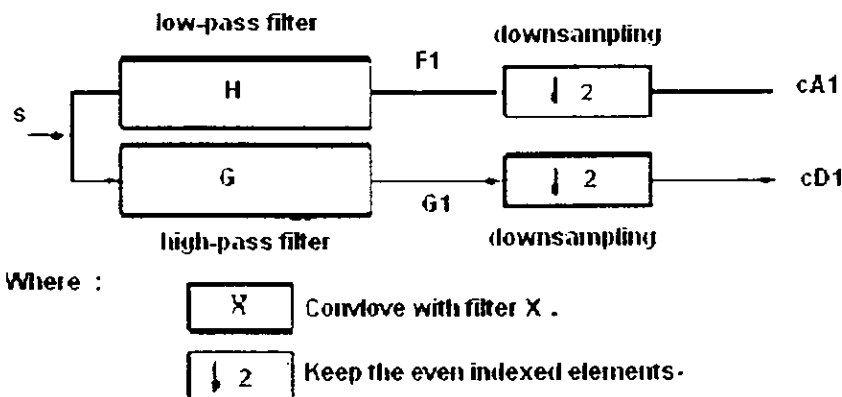 low-pass filter
F1
downsampling
H
↓ 2
cA1
s
G
↓ 2
cD1
G1
high-pass filter
downsampling
Where :
X
Convlove with filter X .
↓ 2
Keep the even indexed elements.